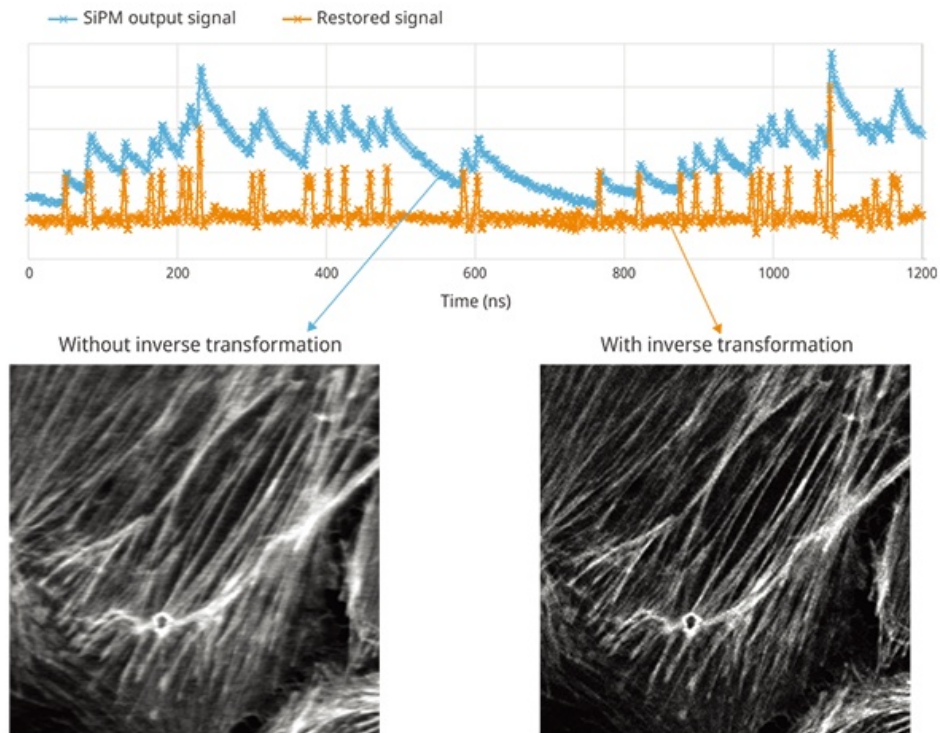 SiPM output signal Restored signal
0 200 400 600 800 1000 1200
Time (ns)
Without inverse transformation With inverse transformation